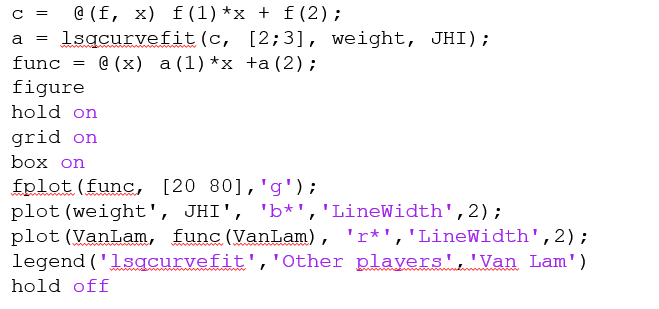 c =  @(f, x) f(1)*x + f(2);
a = lsqcurvefit(c, [2;3], weight, JHI);
func = @(x) a(1)*x +a(2);
figure
hold on
grid on
box on
fplot(func, [20 80],'g');
plot(weight', JHI', 'b*','LineWidth',2);
plot(VanLam, func(VanLam), 'r*','LineWidth',2);
legend('lsqcurvefit','Other players','Van Lam')
hold off